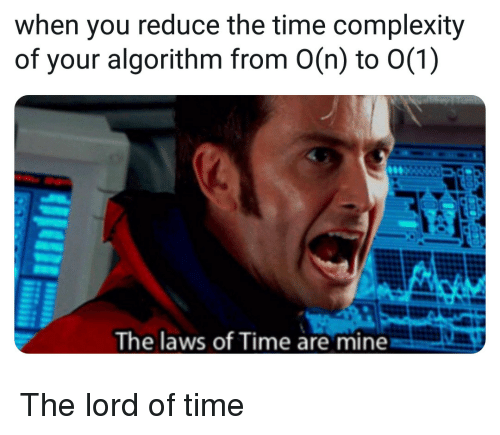 when you reduce the time complexity
of your algorithm from O(n) to O(1)
The laws of Time are mine
The lord of time